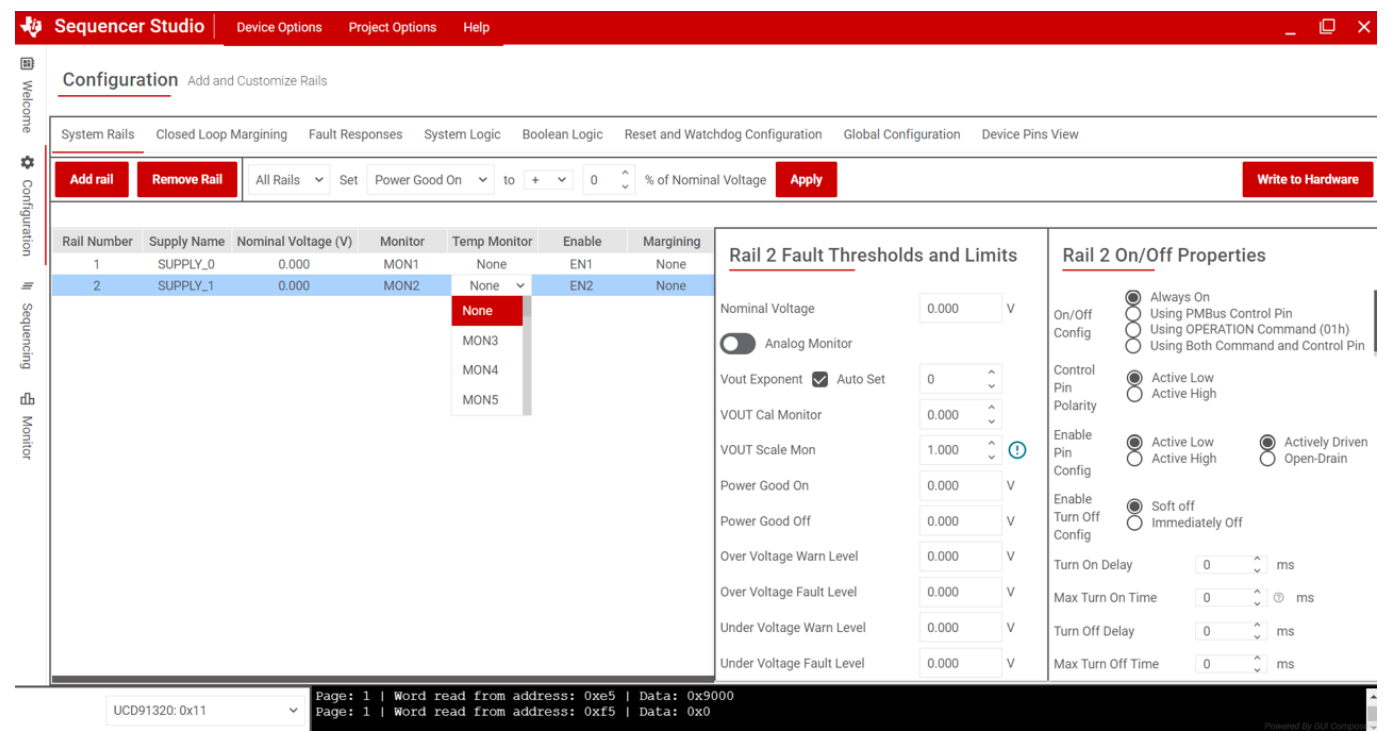 Sequencer Studio Device Options Project Options Help
Welcome
Configuration
Sequencing
Monitor
Configuration Add and Customize Rails
System Rails Closed Loop Margining Fault Responses System Logic Boolean Logic Reset and Watchdog Configuration Global Configuration Device Pins View
Add rail Remove Rail All Rails Set Power Good On to + 0 % of Nominal Voltage Apply Write to Hardware
Rail Number Supply Name Nominal Voltage (V) Monitor Temp Monitor Enable Margining
1 SUPPLY_0 0.000 MON1 None EN1 None
2 SUPPLY_1 0.000 MON2 None EN2 None
None
MON3
MON4
MON5
Rail 2 Fault Thresholds and Limits
Nominal Voltage 0.000 V
Analog Monitor
Vout Exponent Auto Set 0
VOUT Cal Monitor 0.000
VOUT Scale Mon 1.000
Power Good On 0.000 V
Power Good Off 0.000 V
Over Voltage Warn Level 0.000 V
Over Voltage Fault Level 0.000 V
Under Voltage Warn Level 0.000 V
Under Voltage Fault Level 0.000 V
Rail 2 On/Off Properties
On/Off
Config
Always On
Using PMBus Control Pin
Using OPERATION Command (01h)
Using Both Command and Control Pin
Control
Pin
Polarity
Active Low
Active High
Enable
Pin
Config
Active Low Actively Driven
Active High Open-Drain
Enable
Turn Off
Config
Soft off
Immediately Off
Turn On Delay 0 ms
Max Turn On Time 0 ms
Turn Off Delay 0 ms
Max Turn Off Time 0 ms
UCD91320: 0x11
Page: 1 | Word read from address: 0xe5 | Data: 0x9000
Page: 1 | Word read from address: 0xf5 | Data: 0x0
Powered By GUI Composer